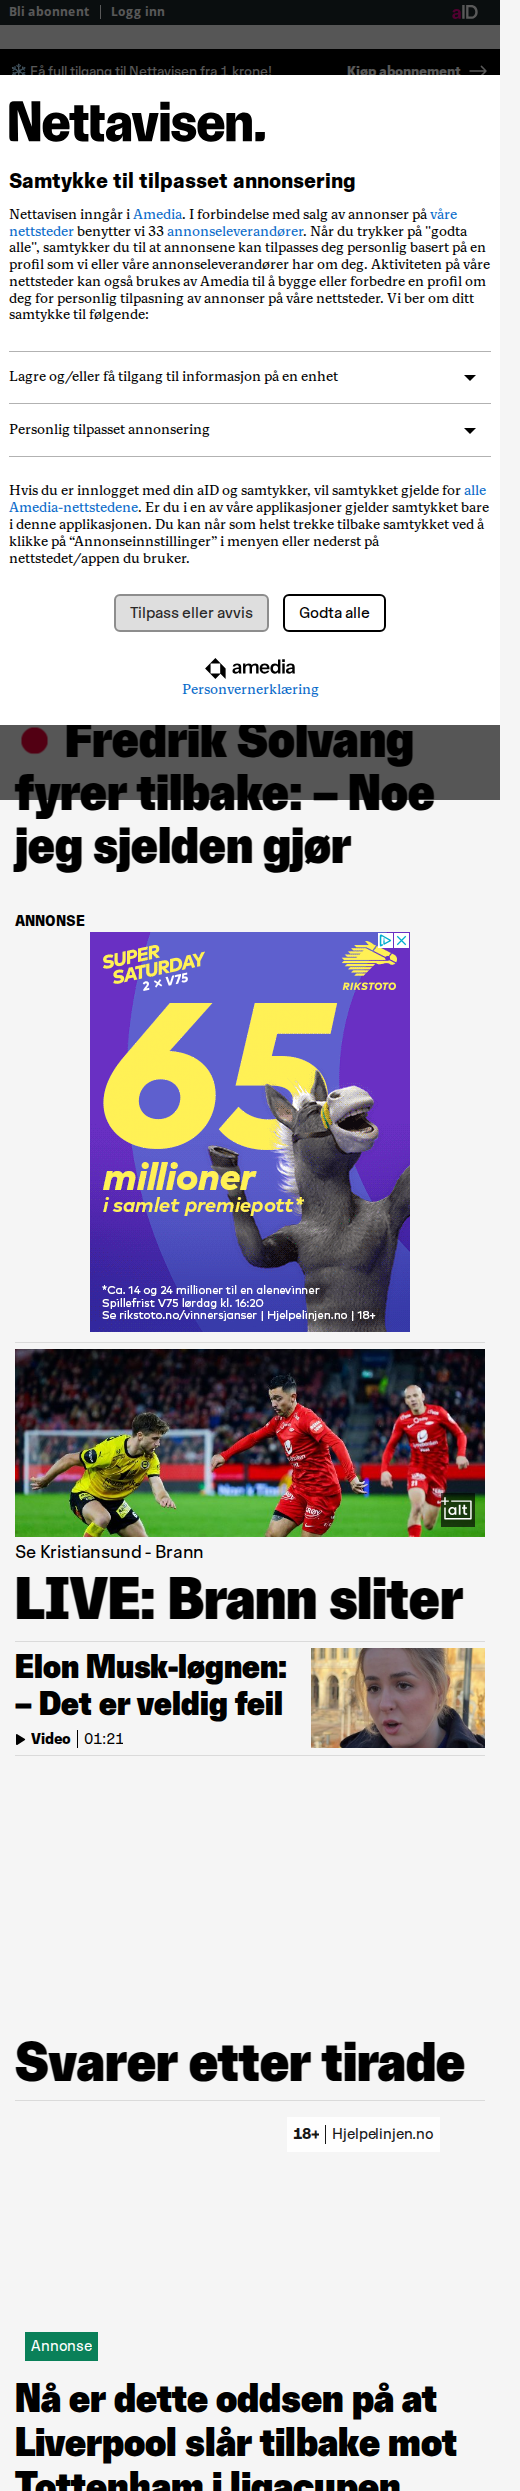 Bli abonnent | Logg inn
aID
Få full tilgang til Nettavisen fra 1 krone!
Kjøp abonnement →
Nettavisen.
Samtykke til tilpasset annonsering
Nettavisen inngår i Amedia. I forbindelse med salg av annonser på våre
nettsteder benytter vi 33 annonseleverandører. Når du trykker på "godta
alle", samtykker du til at annonsene kan tilpasses deg personlig basert på en
profil som vi eller våre annonseleverandører har om deg. Aktiviteten på våre
nettsteder kan også brukes av Amedia til å bygge eller forbedre en profil om
deg for personlig tilpasning av annonser på våre nettsteder. Vi ber om ditt
samtykke til følgende:
Lagre og/eller få tilgang til informasjon på en enhet
Personlig tilpasset annonsering
Hvis du er innlogget med din aID og samtykker, vil samtykket gjelde for alle
Amedia-nettstedene. Er du i en av våre applikasjoner gjelder samtykket bare
i denne applikasjonen. Du kan når som helst trekke tilbake samtykket ved å
klikke på “Annonseinnstillinger” i menyen eller nederst på
nettstedet/appen du bruker.
Tilpass eller avvis
Godta alle
amedia
Personvernerklæring
Fredrik Solvang
fyrer tilbake: – Noe
jeg sjelden gjør
ANNONSE
SUPER
SATURDAY
2 × V75
RIKSTOTO
65
millioner
i samlet premiepott*
*Ca. 14 og 24 millioner til en alenevinner
Spillefrist V75 lørdag kl. 16:20
Se rikstoto.no/vinnersjanser | Hjelpelinjen.no | 18+
+alt
Se Kristiansund - Brann
LIVE: Brann sliter
Elon Musk-løgnen:
– Det er veldig feil
Video | 01:21
Svarer etter tirade
18+ | Hjelpelinjen.no
Annonse
Nå er dette oddsen på at
Liverpool slår tilbake mot
Tottenham i ligacupen